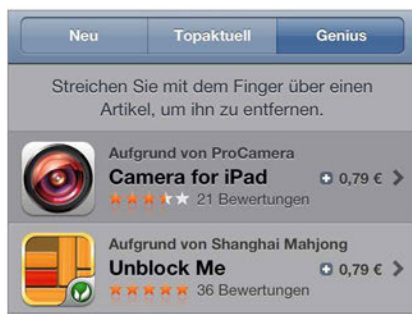 Neu Topaktuell Genius
Streichen Sie mit dem Finger über einen
Artikel, um ihn zu entfernen.
Aufgrund von ProCamera
Camera for iPad + 0,79 €
21 Bewertungen
Aufgrund von Shanghai Mahjong
Unblock Me + 0,79 €
36 Bewertungen